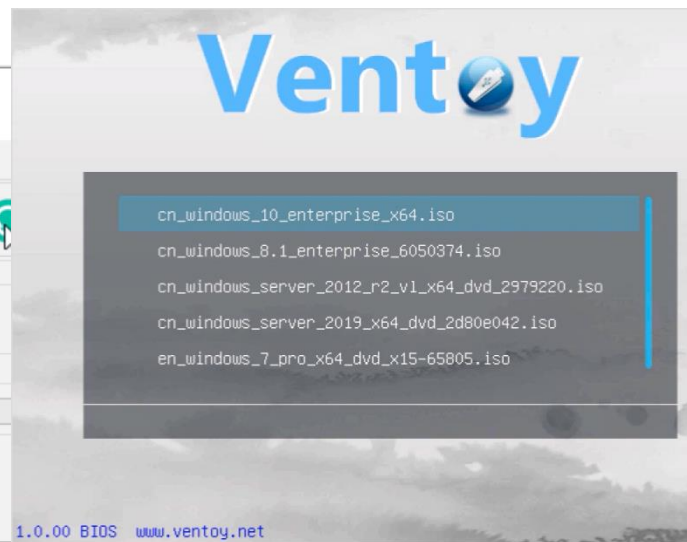 Ventoy
cn_windows_10_enterprise_x64.iso
cn_windows_8.1_enterprise_6050374.iso
cn_windows_server_2012_r2_vl_x64_dvd_2979220.iso
cn_windows_server_2019_x64_dvd_2d80e042.iso
en_windows_7_pro_x64_dvd_x15-65805.iso
1.0.00 BIOS www.ventoy.net